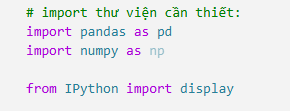 # import thư viện cần thiết:
import pandas as pd
import numpy as np
from IPython import display